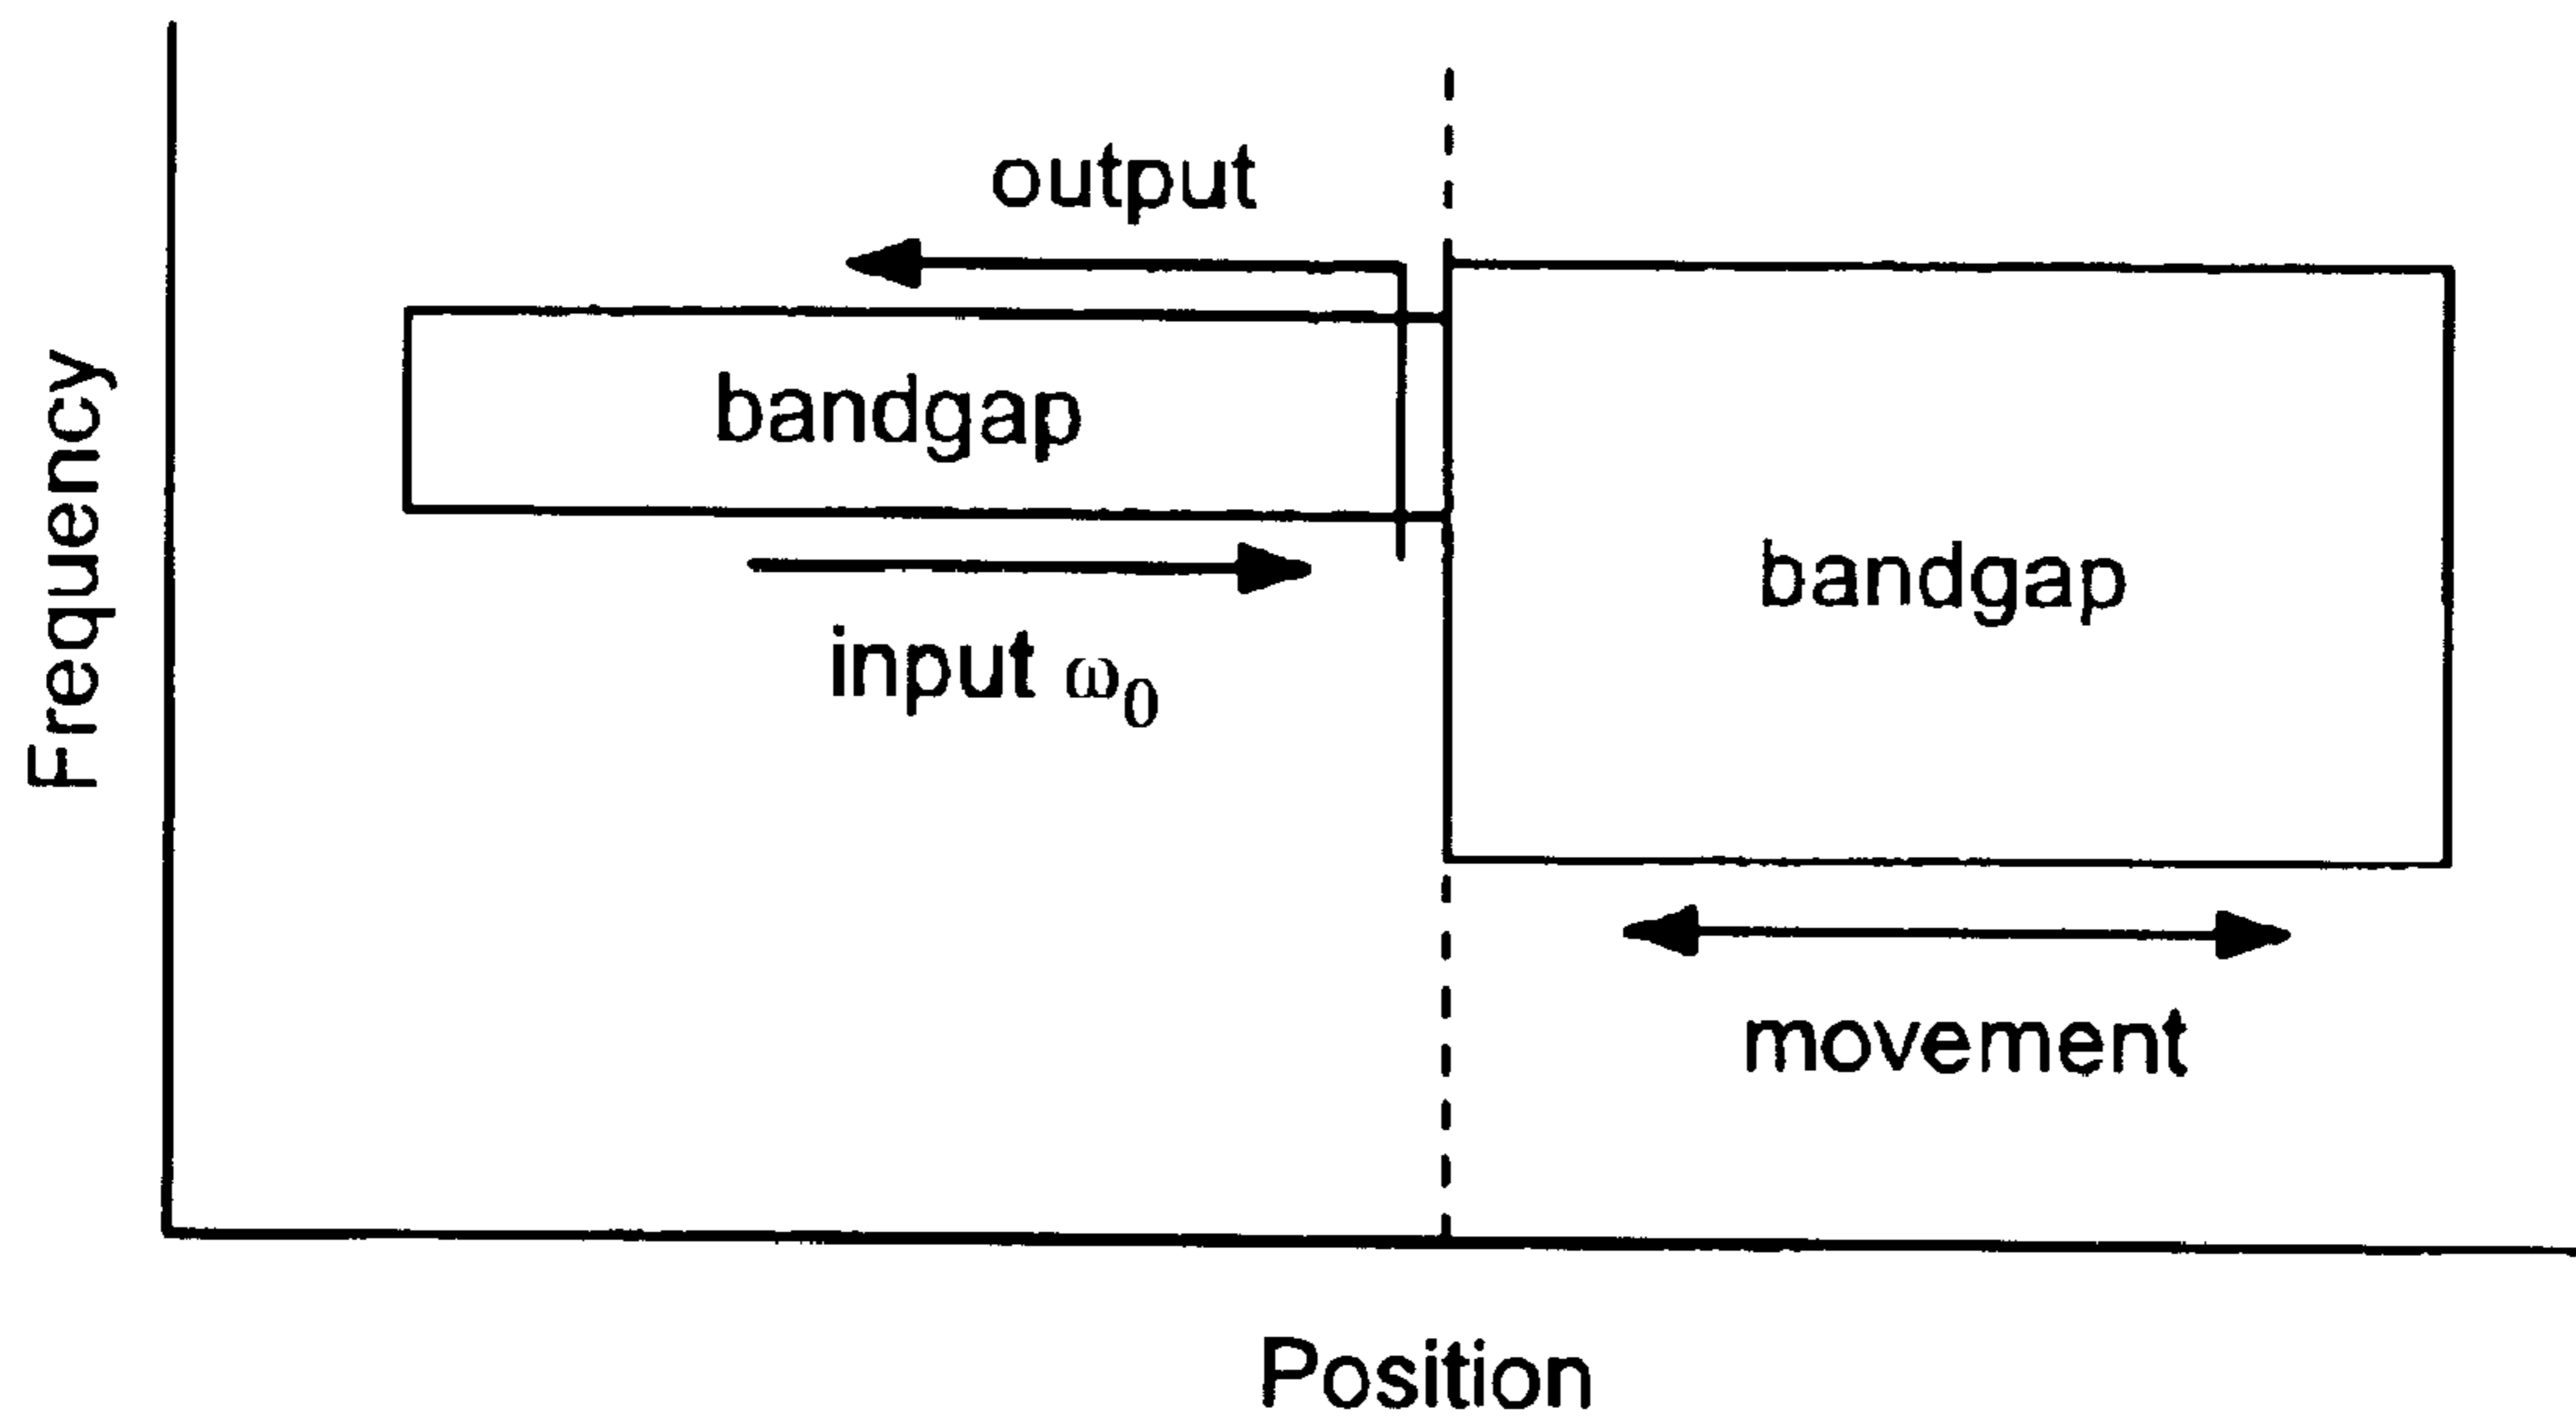 output
bandgap
input ω₀
bandgap
movement
Frequency
Position